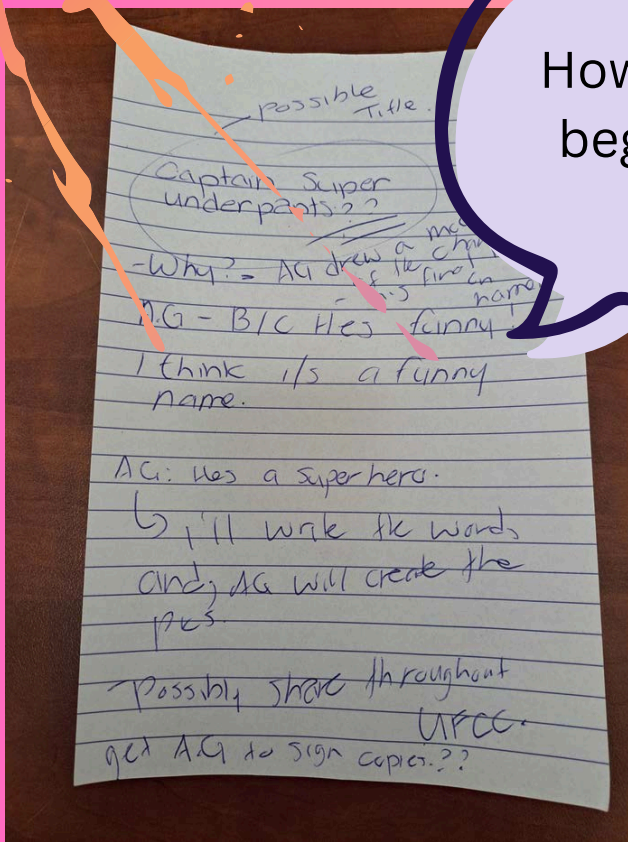 How
beg
Possible
Title.
Captain Super
underpants??
-Why?- AG drew a
name
A.G - B/C Hes funny!
I think i/s a funny
name.
AG: Hes a superhero.
I'll write the words
and, AG will create the
pics.
-Possibly share throughout
UFCC.
get A.G to sign copies.??